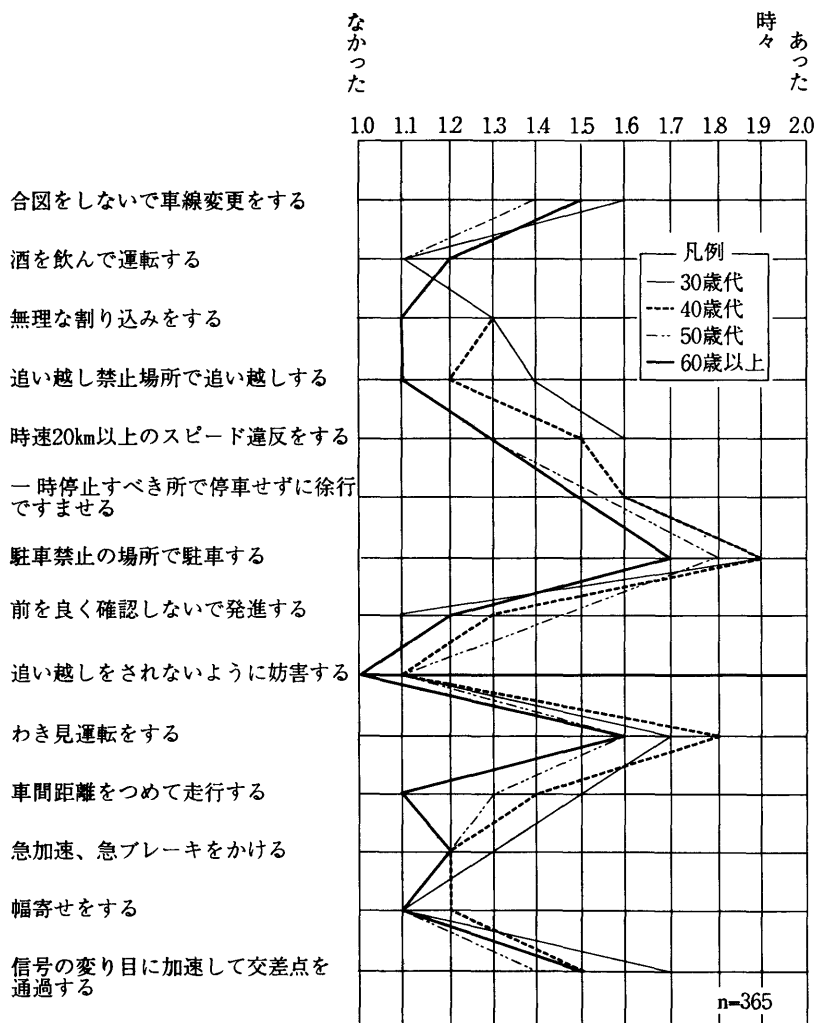 なかった
時々
あった
1.0 1.1 1.2 1.3 1.4 1.5 1.6 1.7 1.8 1.9 2.0
合図をしないで車線変更をする
酒を飲んで運転する
無理な割り込みをする
追い越し禁止場所で追い越しする
時速20km以上のスピード違反をする
一時停止すべき所で停車せずに徐行
ですませる
駐車禁止の場所で駐車する
前を良く確認しないで発進する
追い越しをされないように妨害する
わき見運転をする
車間距離をつめて走行する
急加速、急ブレーキをかける
幅寄せをする
信号の変り目に加速して交差点を
通過する
凡例
30歳代
40歳代
50歳代
60歳以上
n=365